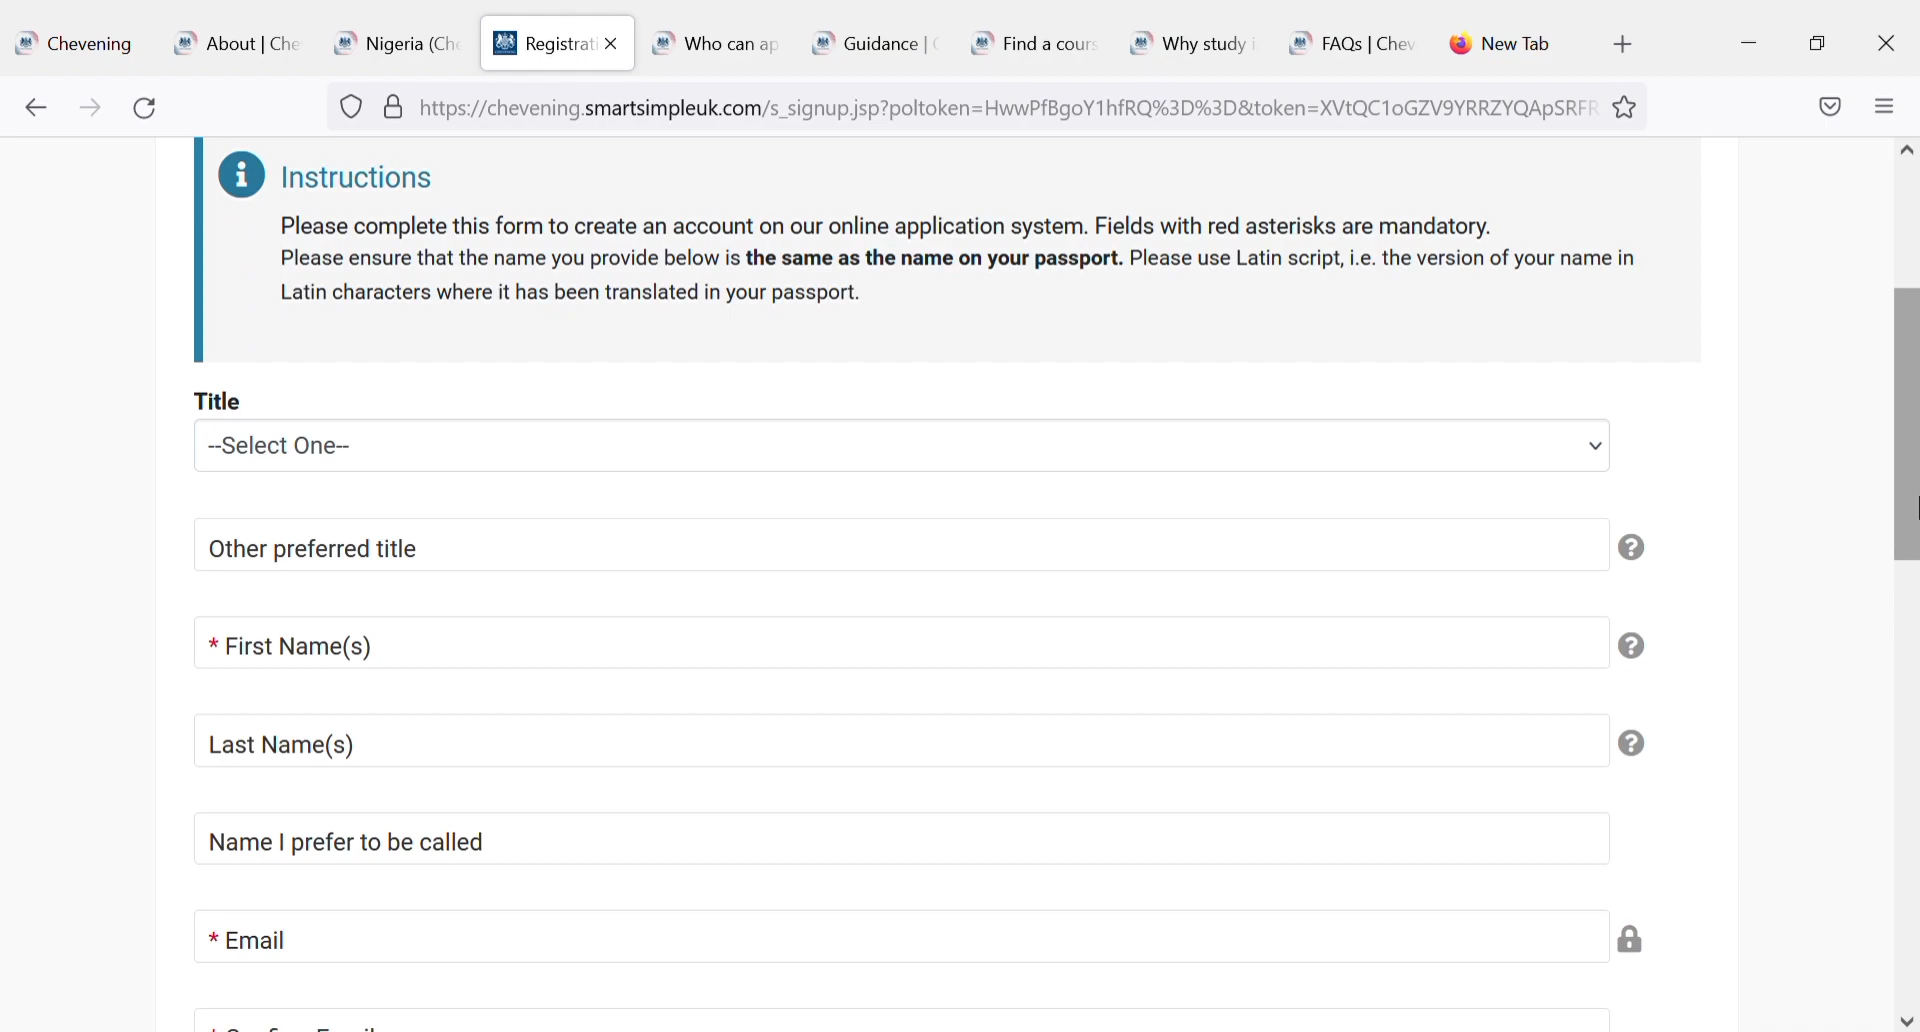 Chevening
About | Che
Nigeria (Che
Registrati
Who can ap
Guidance | C
Find a cours
Why study i
FAQs | Chev
New Tab
https://chevening.smartsimpleuk.com/s_signup.jsp?poltoken=HwwPfBgoY1hfRQ%3D%3D&token=XVtQC1oGZV9YRRZYQApSRFR
Instructions
Please complete this form to create an account on our online application system. Fields with red asterisks are mandatory.
Please ensure that the name you provide below is the same as the name on your passport. Please use Latin script, i.e. the version of your name in
Latin characters where it has been translated in your passport.
Title
--Select One--
Other preferred title
* First Name(s)
Last Name(s)
Name I prefer to be called
* Email